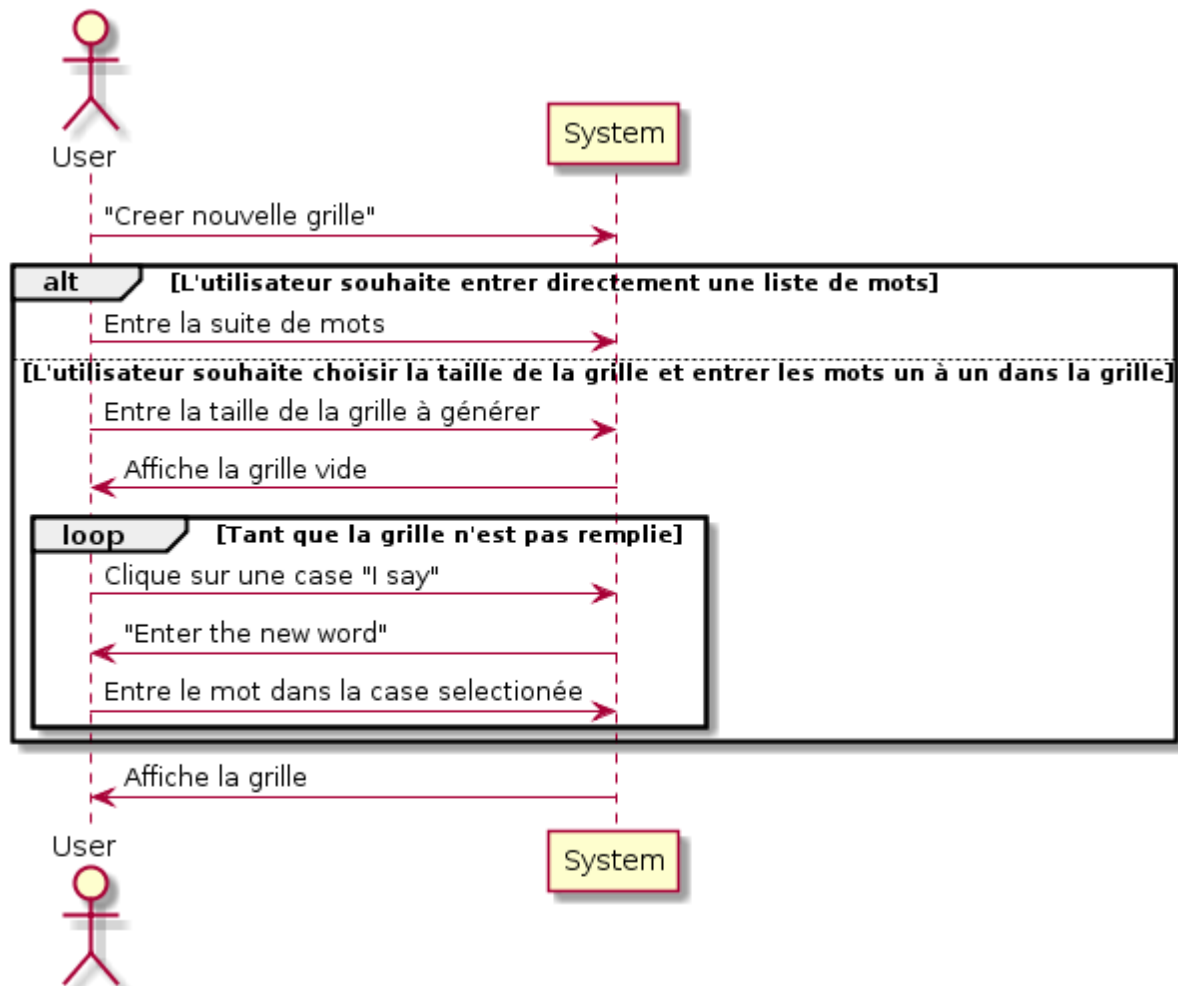 User
System
"Creer nouvelle grille"
alt [L'utilisateur souhaite entrer directement une liste de mots]
Entre la suite de mots
[L'utilisateur souhaite choisir la taille de la grille et entrer les mots un à un dans la grille]
Entre la taille de la grille à générer
Affiche la grille vide
loop [Tant que la grille n'est pas remplie]
Clique sur une case "I say"
"Enter the new word"
Entre le mot dans la case selectionée
Affiche la grille
User
System